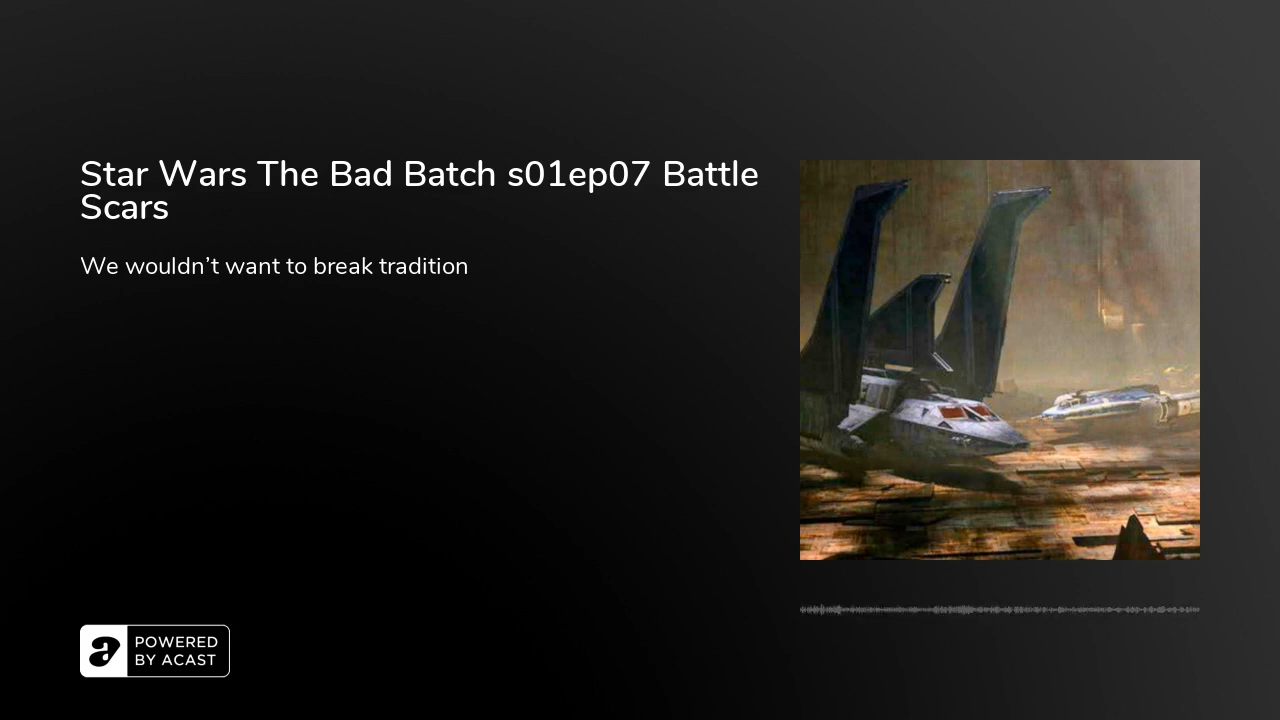 Star Wars The Bad Batch s01ep07 Battle
Scars
We wouldn’t want to break tradition
POWERED
BY ACAST